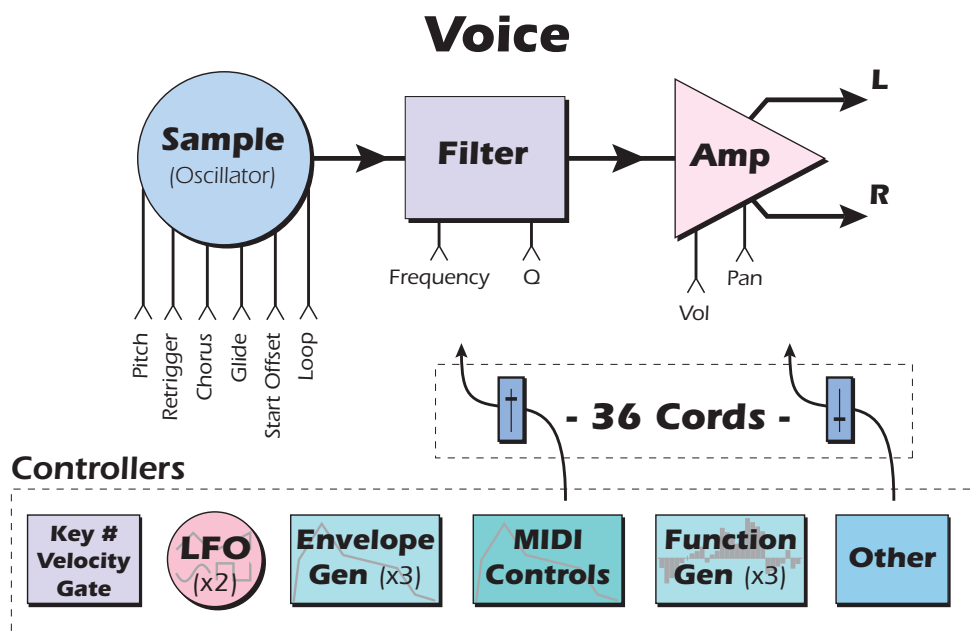 Voice
Sample
(Oscillator)
Filter
Amp
L
R
Pitch
Retrigger
Chorus
Glide
Start Offset
Loop
Frequency
Q
Vol
Pan
- 36 Cords -
Controllers
Key #
Velocity
Gate
LFO
(x2)
Envelope
Gen (x3)
MIDI
Controls
Function
Gen (x3)
Other